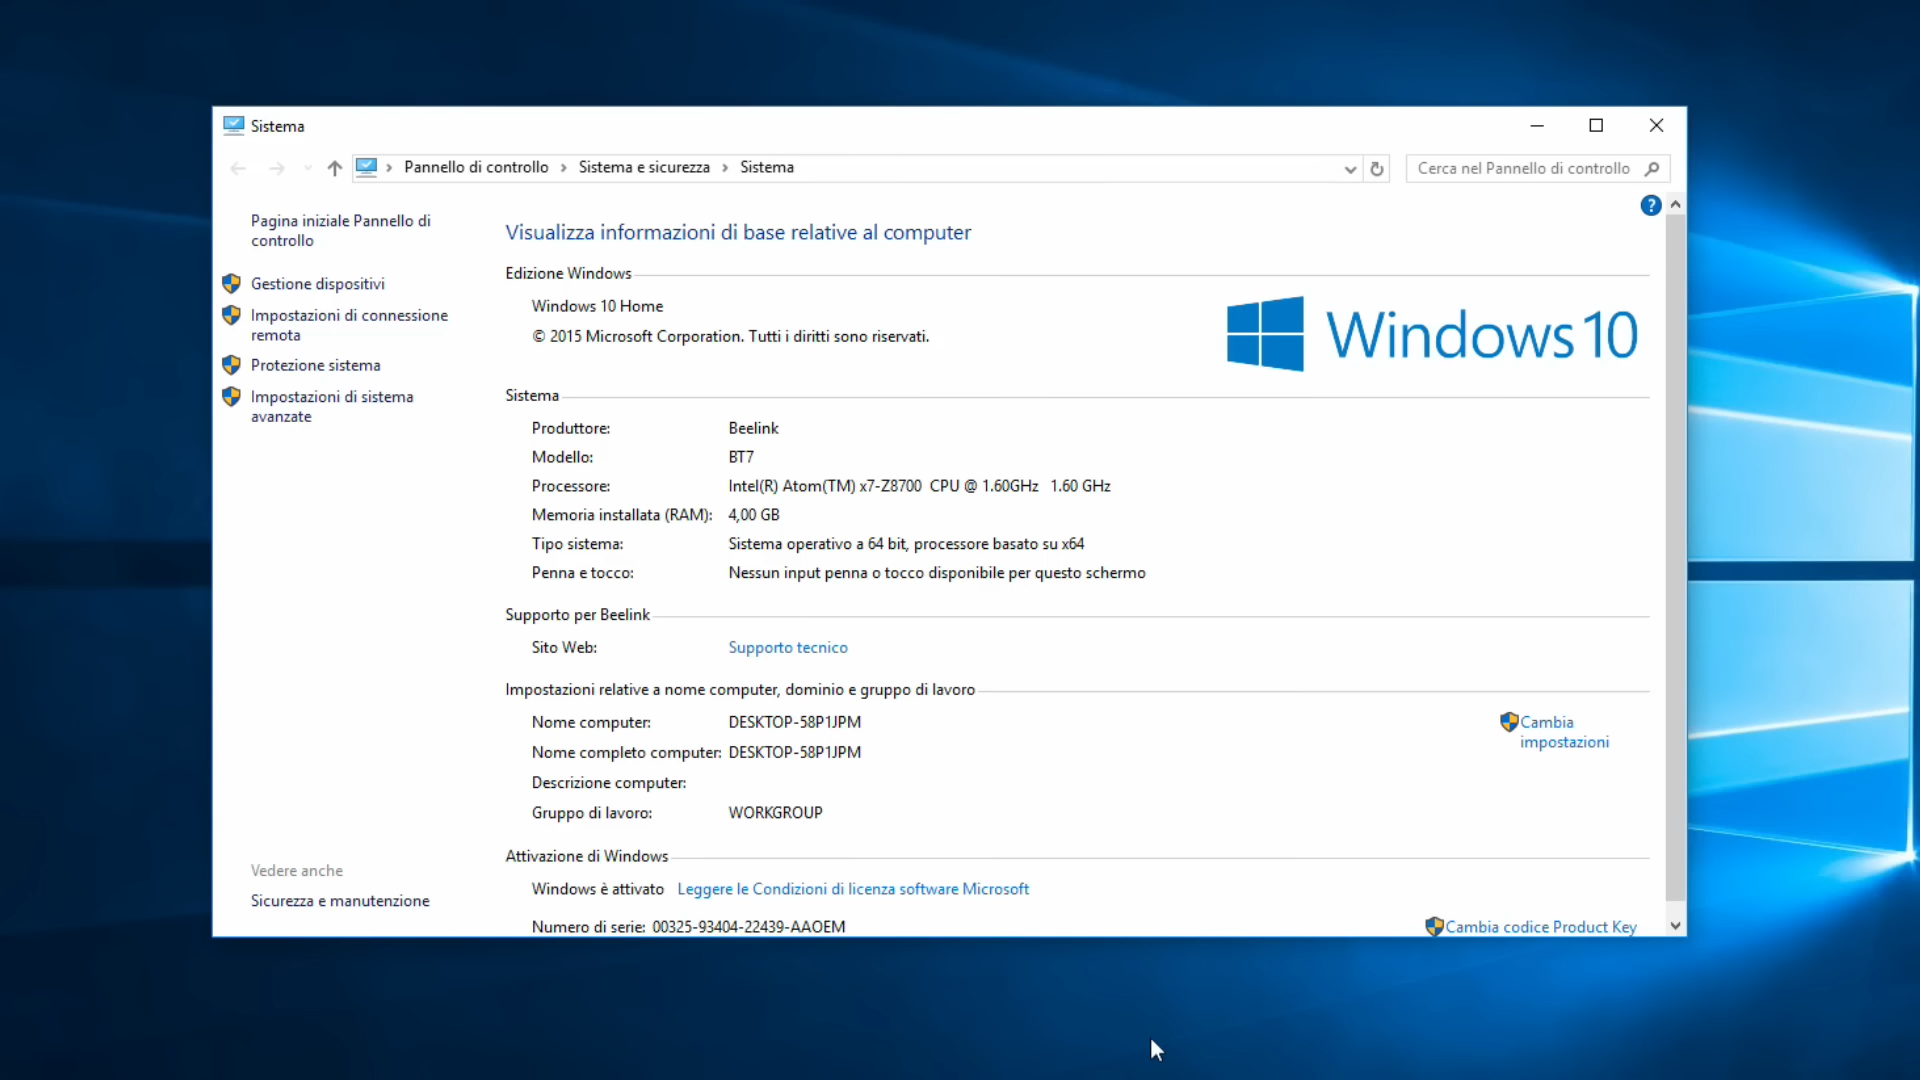 Sistema
Pannello di controllo > Sistema e sicurezza > Sistema
Cerca nel Pannello di controllo
Pagina iniziale Pannello di
controllo
Gestione dispositivi
Impostazioni di connessione
remota
Protezione sistema
Impostazioni di sistema
avanzate
Vedere anche
Sicurezza e manutenzione
?
Visualizza informazioni di base relative al computer
Edizione Windows
Windows 10 Home
© 2015 Microsoft Corporation. Tutti i diritti sono riservati.
Windows 10
Sistema
Produttore: Beelink
Modello: BT7
Processore: Intel(R) Atom(TM) x7-Z8700 CPU @ 1.60GHz 1.60 GHz
Memoria installata (RAM): 4,00 GB
Tipo sistema: Sistema operativo a 64 bit, processore basato su x64
Penna e tocco: Nessun input penna o tocco disponibile per questo schermo
Supporto per Beelink
Sito Web: Supporto tecnico
Impostazioni relative a nome computer, dominio e gruppo di lavoro
Nome computer: DESKTOP-58P1JPM
Cambia
impostazioni
Nome completo computer: DESKTOP-58P1JPM
Descrizione computer:
Gruppo di lavoro: WORKGROUP
Attivazione di Windows
Windows è attivato Leggere le Condizioni di licenza software Microsoft
Numero di serie: 00325-93404-22439-AAOEM
Cambia codice Product Key